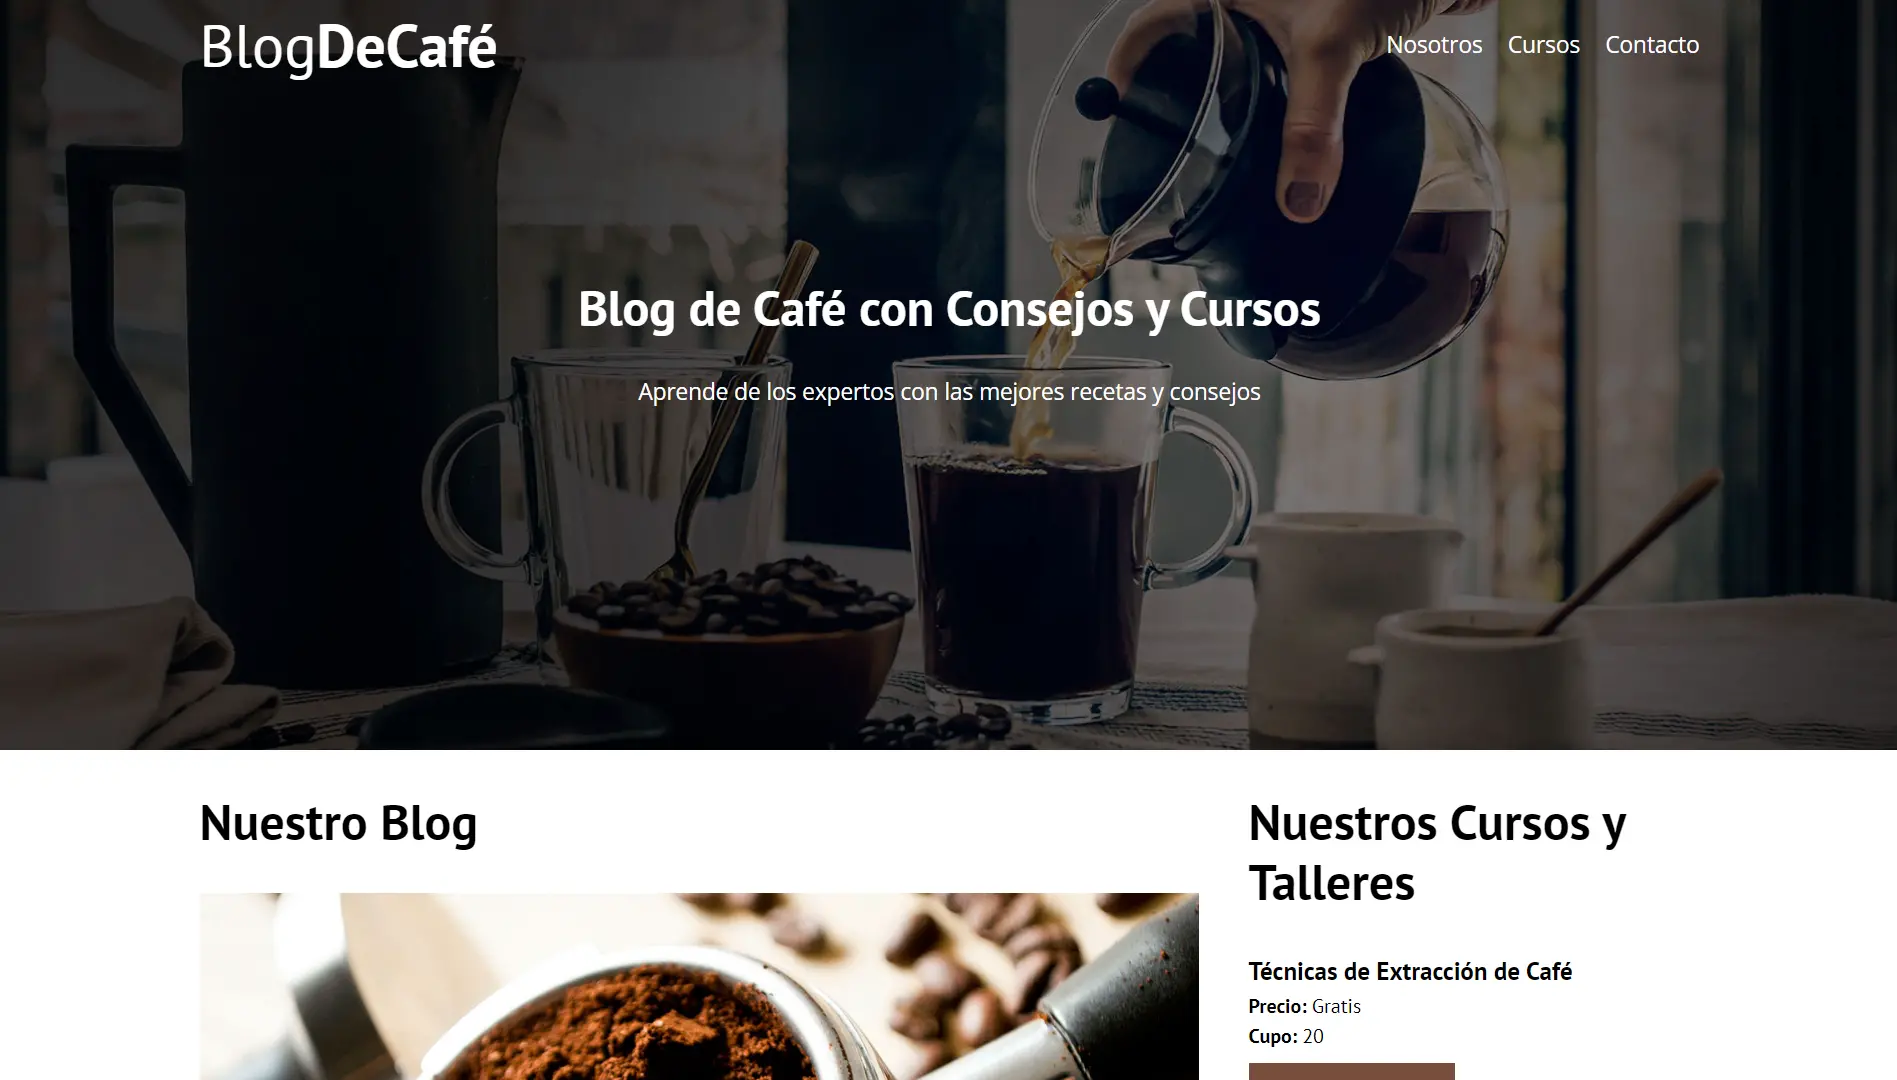 BlogDeCafé
Nosotros Cursos Contacto
Blog de Café con Consejos y Cursos
Aprende de los expertos con las mejores recetas y consejos
Nuestro Blog
Nuestros Cursos y
Talleres
Técnicas de Extracción de Café
Precio: Gratis
Cupo: 20